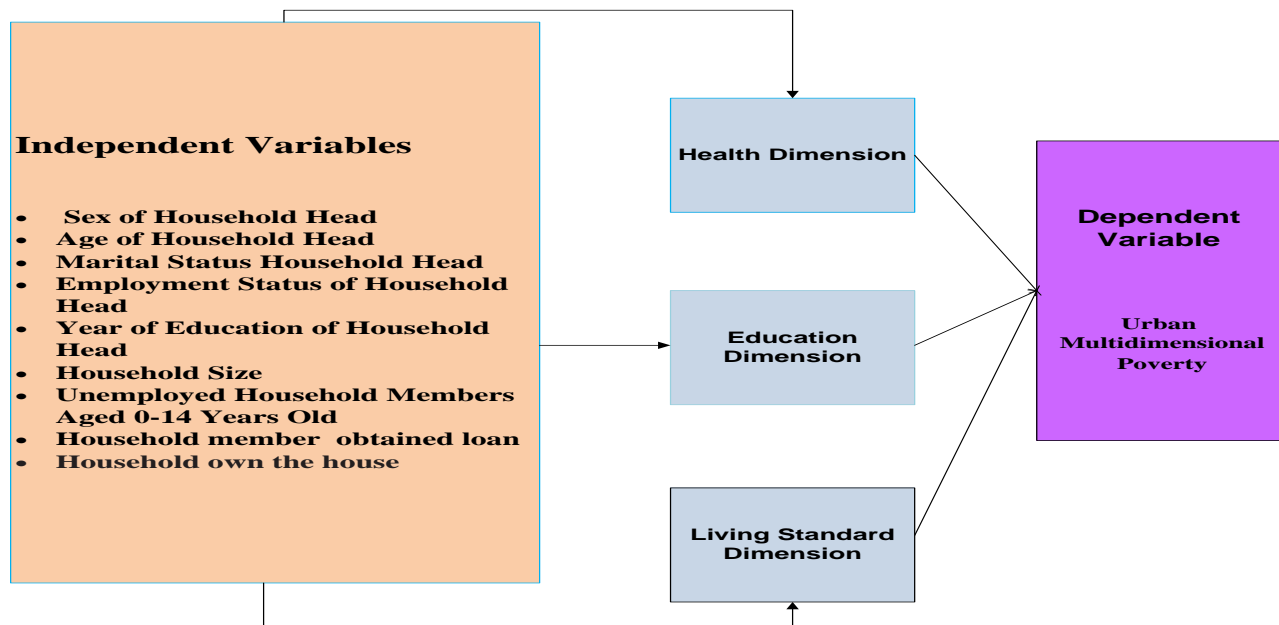 Independent Variables
• Sex of Household Head
• Age of Household Head
• Marital Status Household Head
• Employment Status of Household
Head
• Year of Education of Household
Head
• Household Size
• Unemployed Household Members
Aged 0-14 Years Old
• Household member obtained loan
• Household own the house
Health Dimension
Education
Dimension
Living Standard
Dimension
Dependent
Variable
Urban
Multidimensional
Poverty